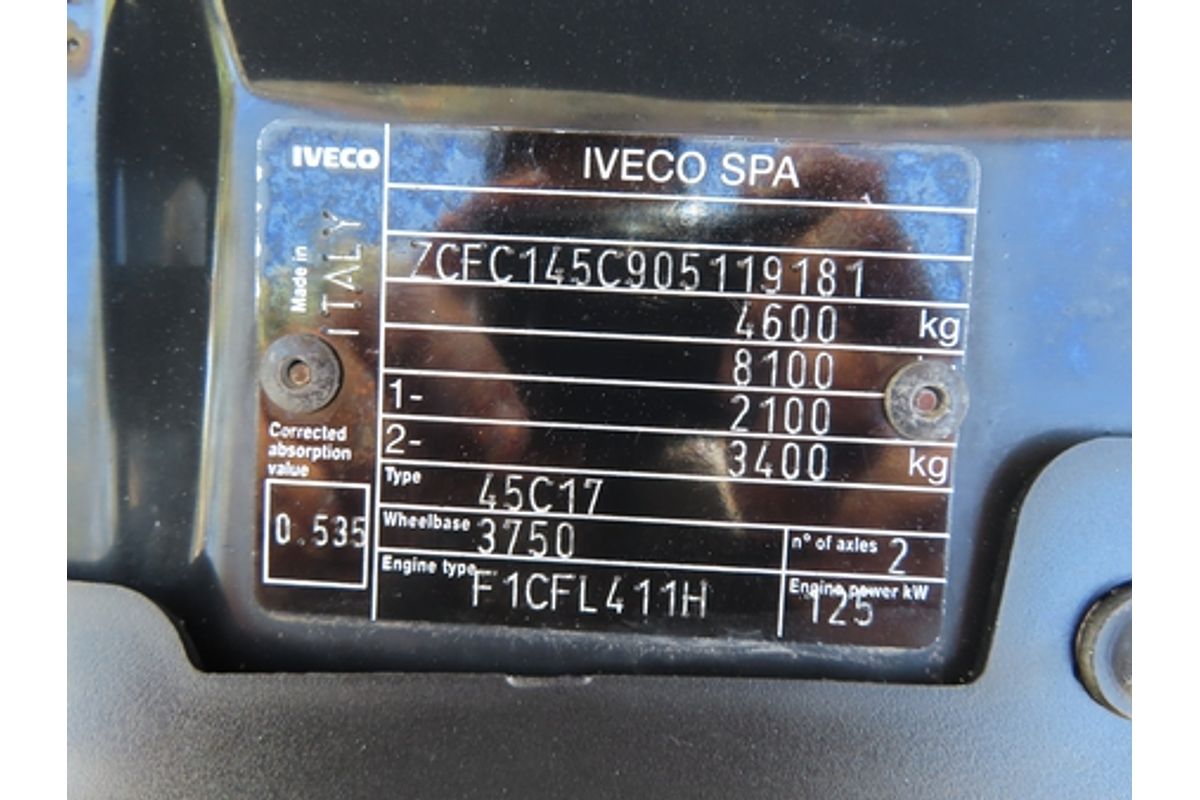 IVECO
IVECO SPA
Made in
ITALY
ZCFC145C905119181
4600 kg
8100
1- 2100
2- 3400 kg
Corrected
absorption
value
0.535
Type 45C17
Wheelbase 3750
n° of axles 2
Engine type F1CFL411H
Engine power kW 125